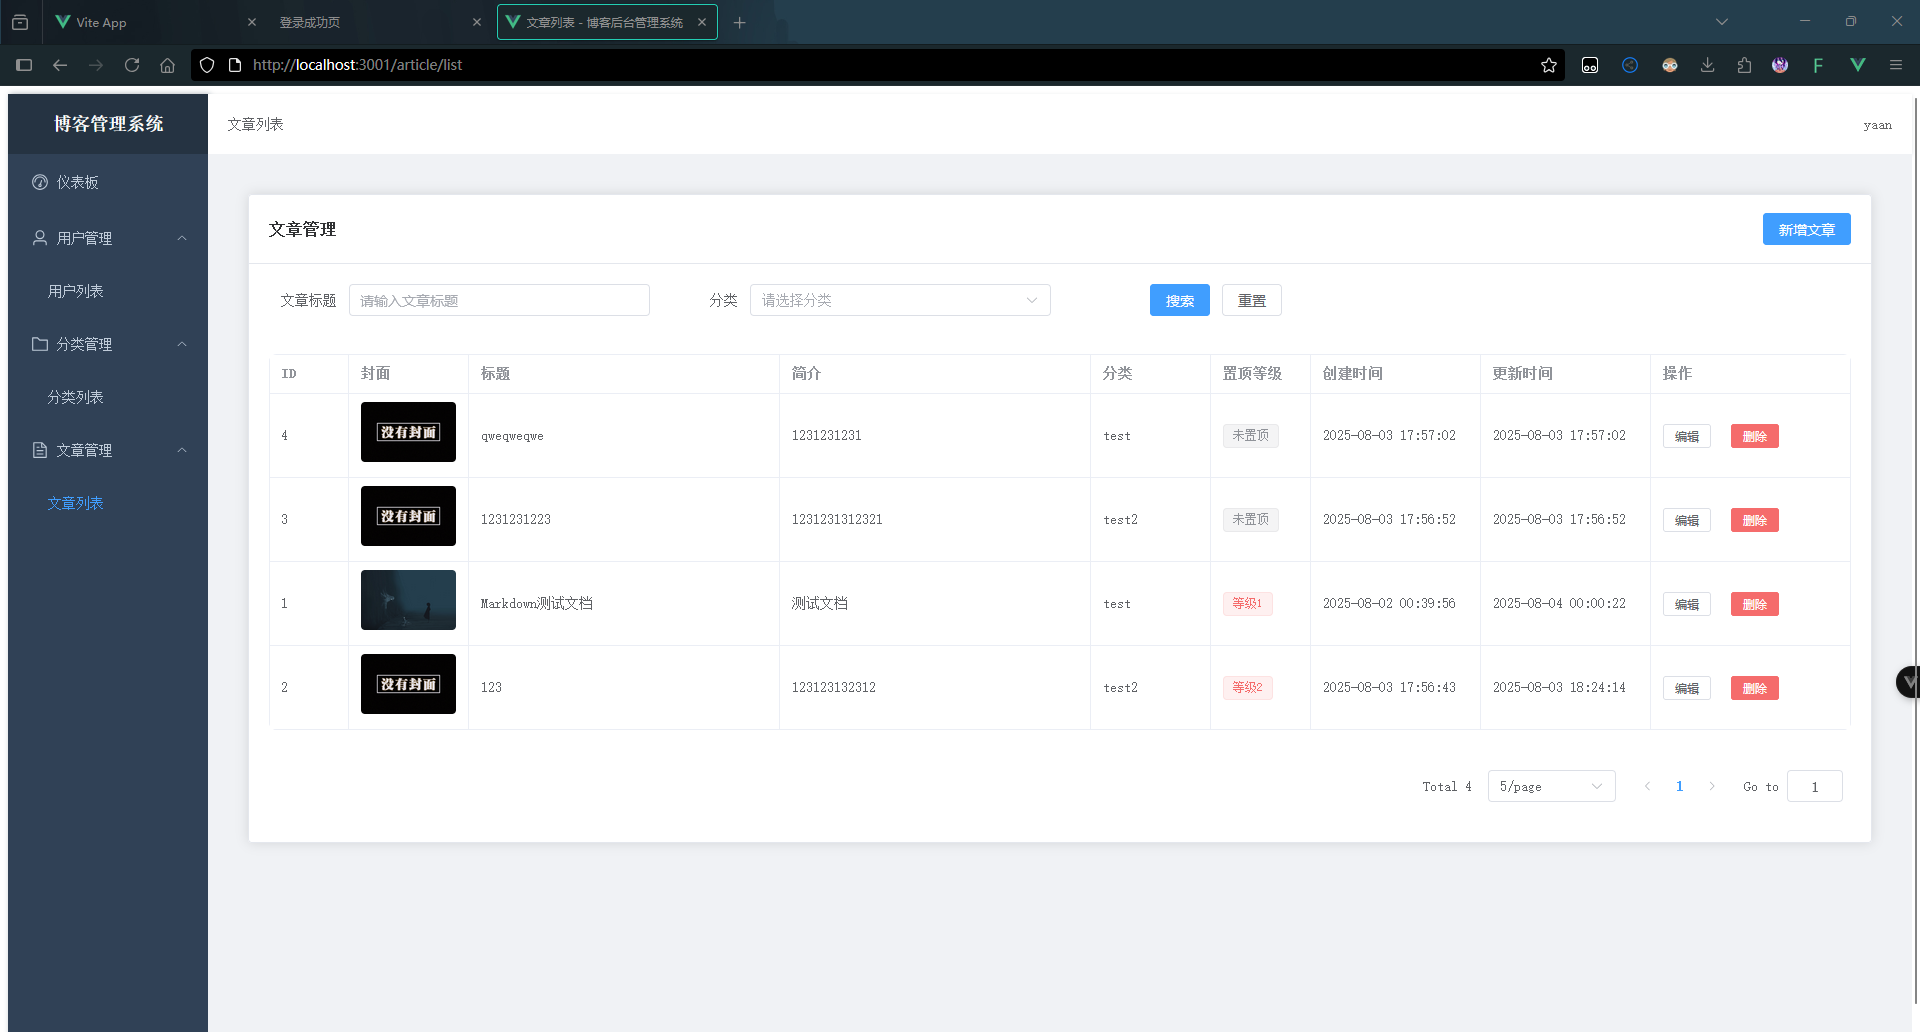 Vite App
登录成功页
文章列表 - 博客后台管理系统
http://localhost:3001/article/list
F
博客管理系统
文章列表
yaan
仪表板
用户管理
用户列表
分类管理
分类列表
文章管理
文章列表
文章管理
新增文章
文章标题 请输入文章标题 分类 请选择分类 搜索 重置
ID 封面 标题 简介 分类 置顶等级 创建时间 更新时间 操作
4 没有封面 qweqweqwe 1231231231 test 未置顶 2025-08-03 17:57:02 2025-08-03 17:57:02 编辑 删除
3 没有封面 1231231223 1231231312321 test2 未置顶 2025-08-03 17:56:52 2025-08-03 17:56:52 编辑 删除
1 Markdown测试文档 测试文档 test 等级1 2025-08-02 00:39:56 2025-08-04 00:00:22 编辑 删除
2 没有封面 123 123123132312 test2 等级2 2025-08-03 17:56:43 2025-08-03 18:24:14 编辑 删除
Total 4 5/page 1 Go to 1